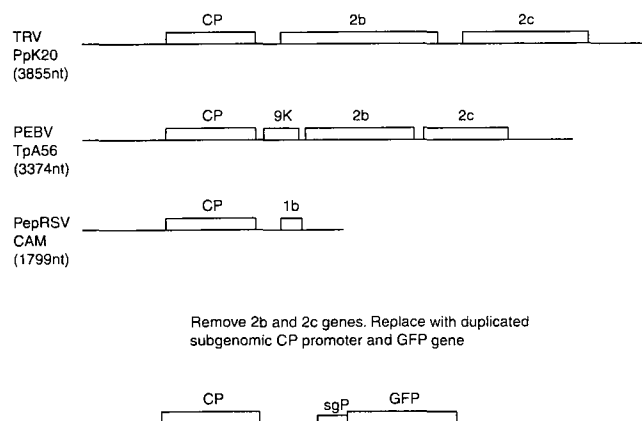 CP 2b 2c
TRV
PpK20
(3855nt)
CP 9K 2b 2c
PEBV
TpA56
(3374nt)
CP 1b
PepRSV
CAM
(1799nt)
Remove 2b and 2c genes. Replace with duplicated
subgenomic CP promoter and GFP gene
CP sgP GFP